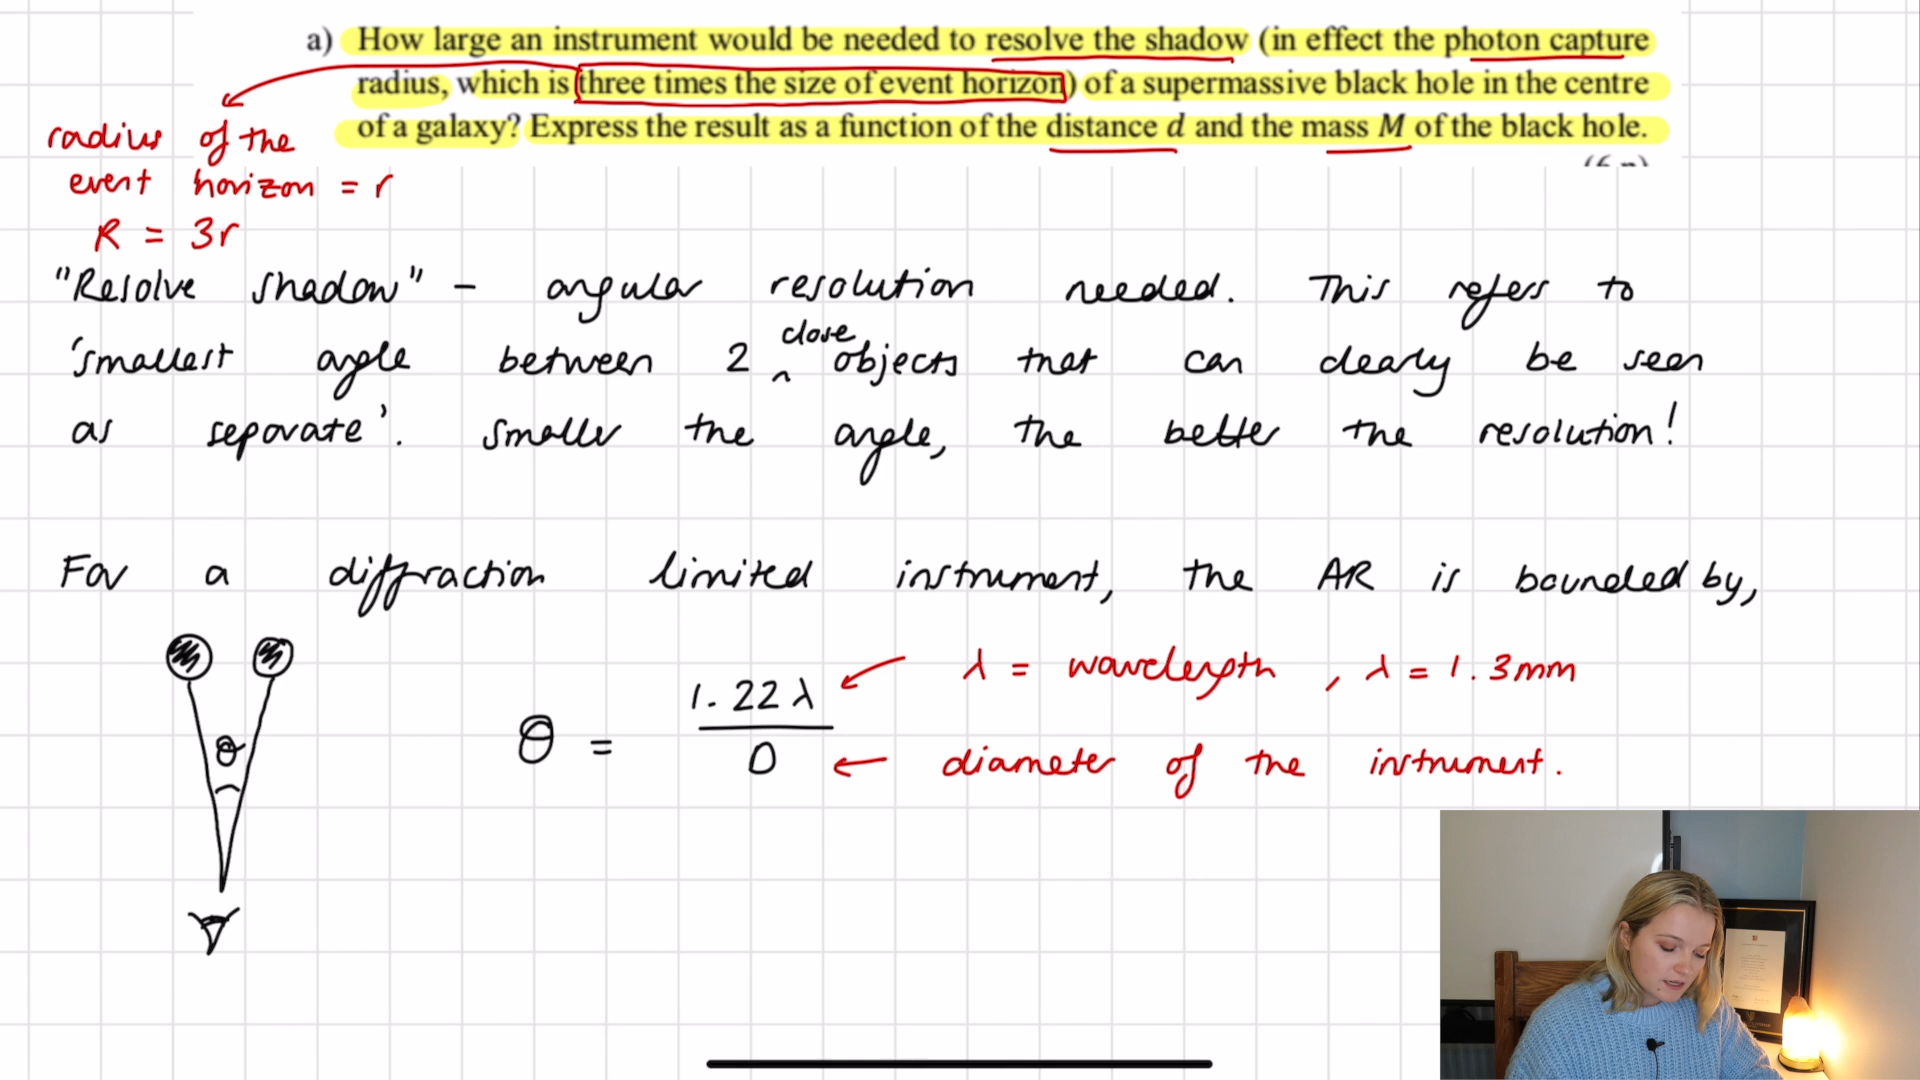 a) How large an instrument would be needed to resolve the shadow (in effect the photon capture
radius, which is three times the size of event horizon) of a supermassive black hole in the centre
of a galaxy? Express the result as a function of the distance d and the mass M of the black hole.
radius of the
event horizon = r
R = 3r
"Resolve shadow" - angular resolution needed. This refers to
'smallest angle between 2 ^ close objects that can clearly be seen
as separate'. Smaller the angle, the better the resolution!
For a diffraction limited instrument, the AR is bounded by,
θ = 1.22λ / D
← λ = wavelength, λ = 1.3mm
← diameter of the instrument.
θ